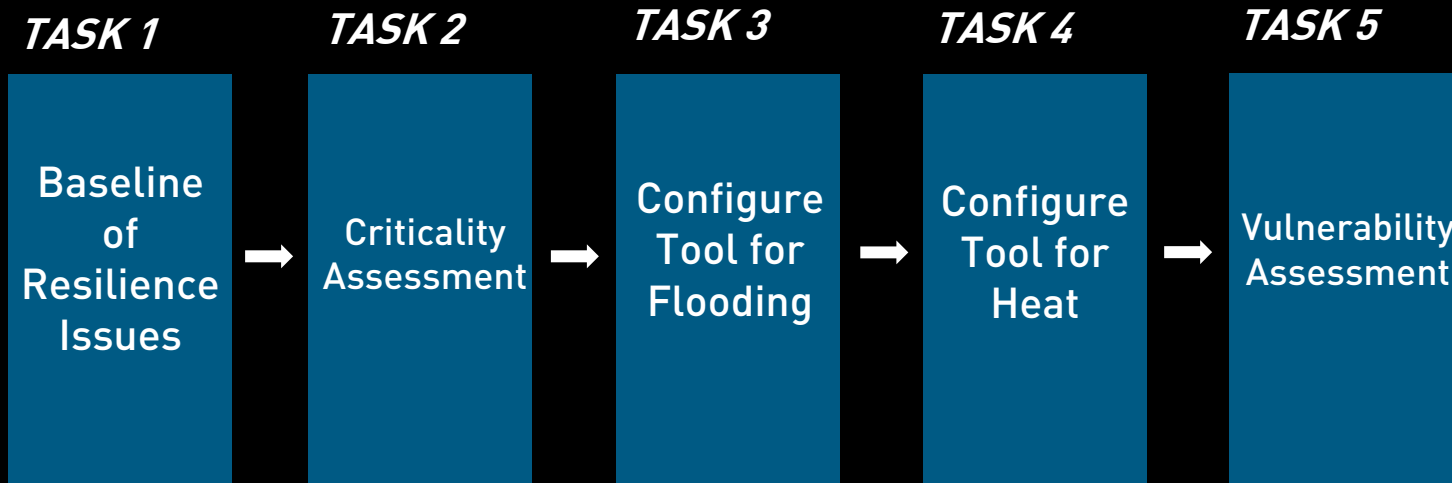 TASK 1
Baseline
of
Resilience
Issues
TASK 2
Criticality
Assessment
TASK 3
Configure
Tool for
Flooding
TASK 4
Configure
Tool for
Heat
TASK 5
Vulnerability
Assessment